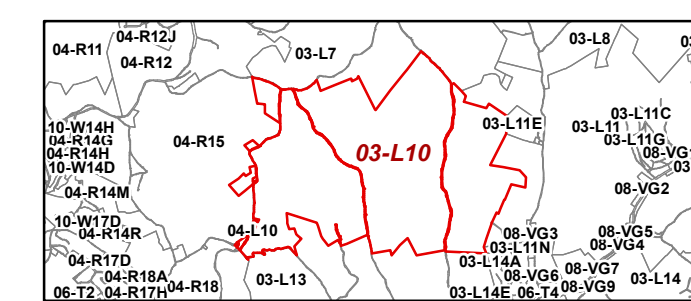 04-R11
04-R12J
04-R12
03-L7
03-L8
10-W14H
04-R14G
04-R14H
10-W14D
04-R15
03-L10
03-L11E
03-L11
03-L11C
03-L11G
08-VG1
03
04-R14M
08-VG2
10-W17D
04-R14R
04-L10
08-VG3
03-L11N
08-VG5
08-VG4
04-R17D
03-L14A
04-R18A
08-VG6
08-VG7
06-T2
04-R17H
04-R18
03-L13
03-L14E
06-T4
08-VG9
03-L14